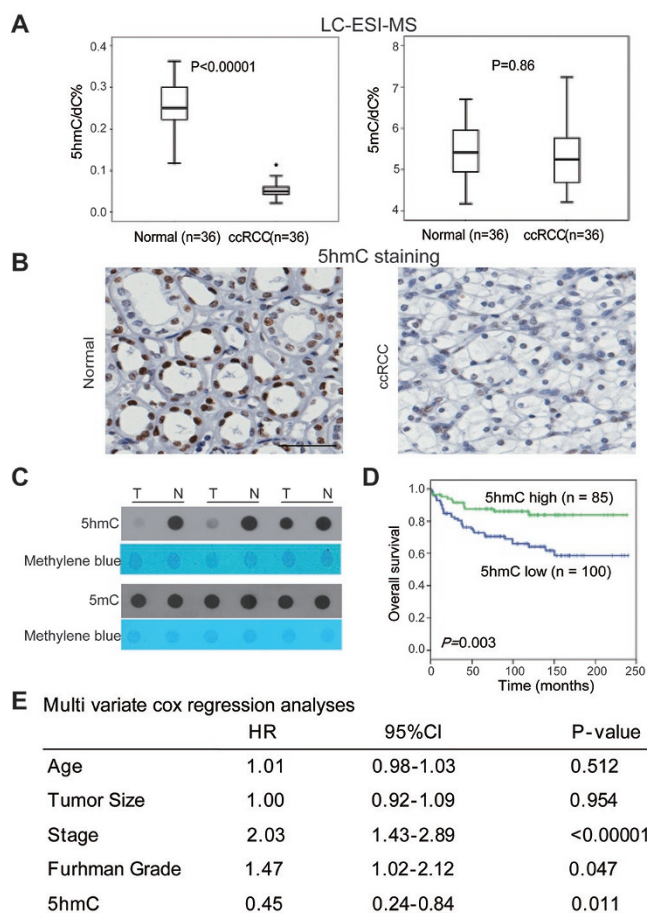 A
LC-ESI-MS
5hmC/dC%
0.4
0.3
0.2
0.1
0.0
P<0.00001
Normal (n=36) ccRCC(n=36)
5mC/dC%
8
7
6
5
4
P=0.86
Normal (n=36) ccRCC(n=36)
B
5hmC staining
Normal
ccRCC
C
T N T N T N
5hmC
Methylene blue
5mC
Methylene blue
D
Overall survival
1.0
0.8
0.6
0.4
0.2
0.0
5hmC high (n = 85)
5hmC low (n = 100)
P=0.003
0 50 100 150 200 250
Time (months)
E Multi variate cox regression analyses
HR 95%CI P-value
Age 1.01 0.98-1.03 0.512
Tumor Size 1.00 0.92-1.09 0.954
Stage 2.03 1.43-2.89 <0.00001
Furhman Grade 1.47 1.02-2.12 0.047
5hmC 0.45 0.24-0.84 0.011